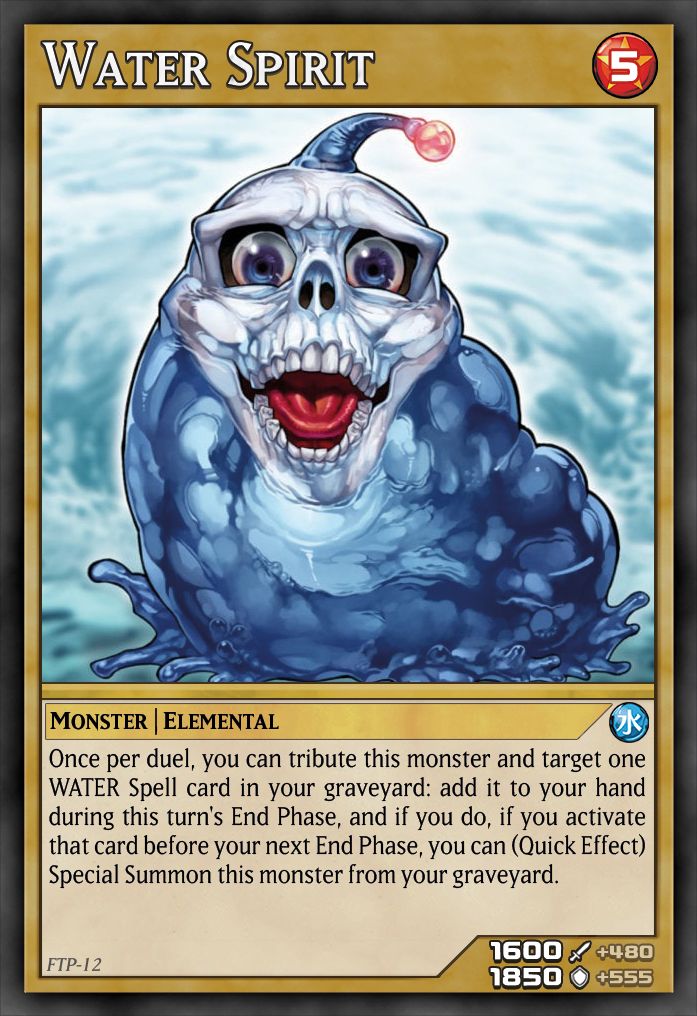 Water Spirit
5
Monster | Elemental
水
Once per duel, you can tribute this monster and target one
WATER Spell card in your graveyard: add it to your hand
during this turn's End Phase, and if you do, if you activate
that card before your next End Phase, you can (Quick Effect)
Special Summon this monster from your graveyard.
1600 +480
FTP-12
1850 +555